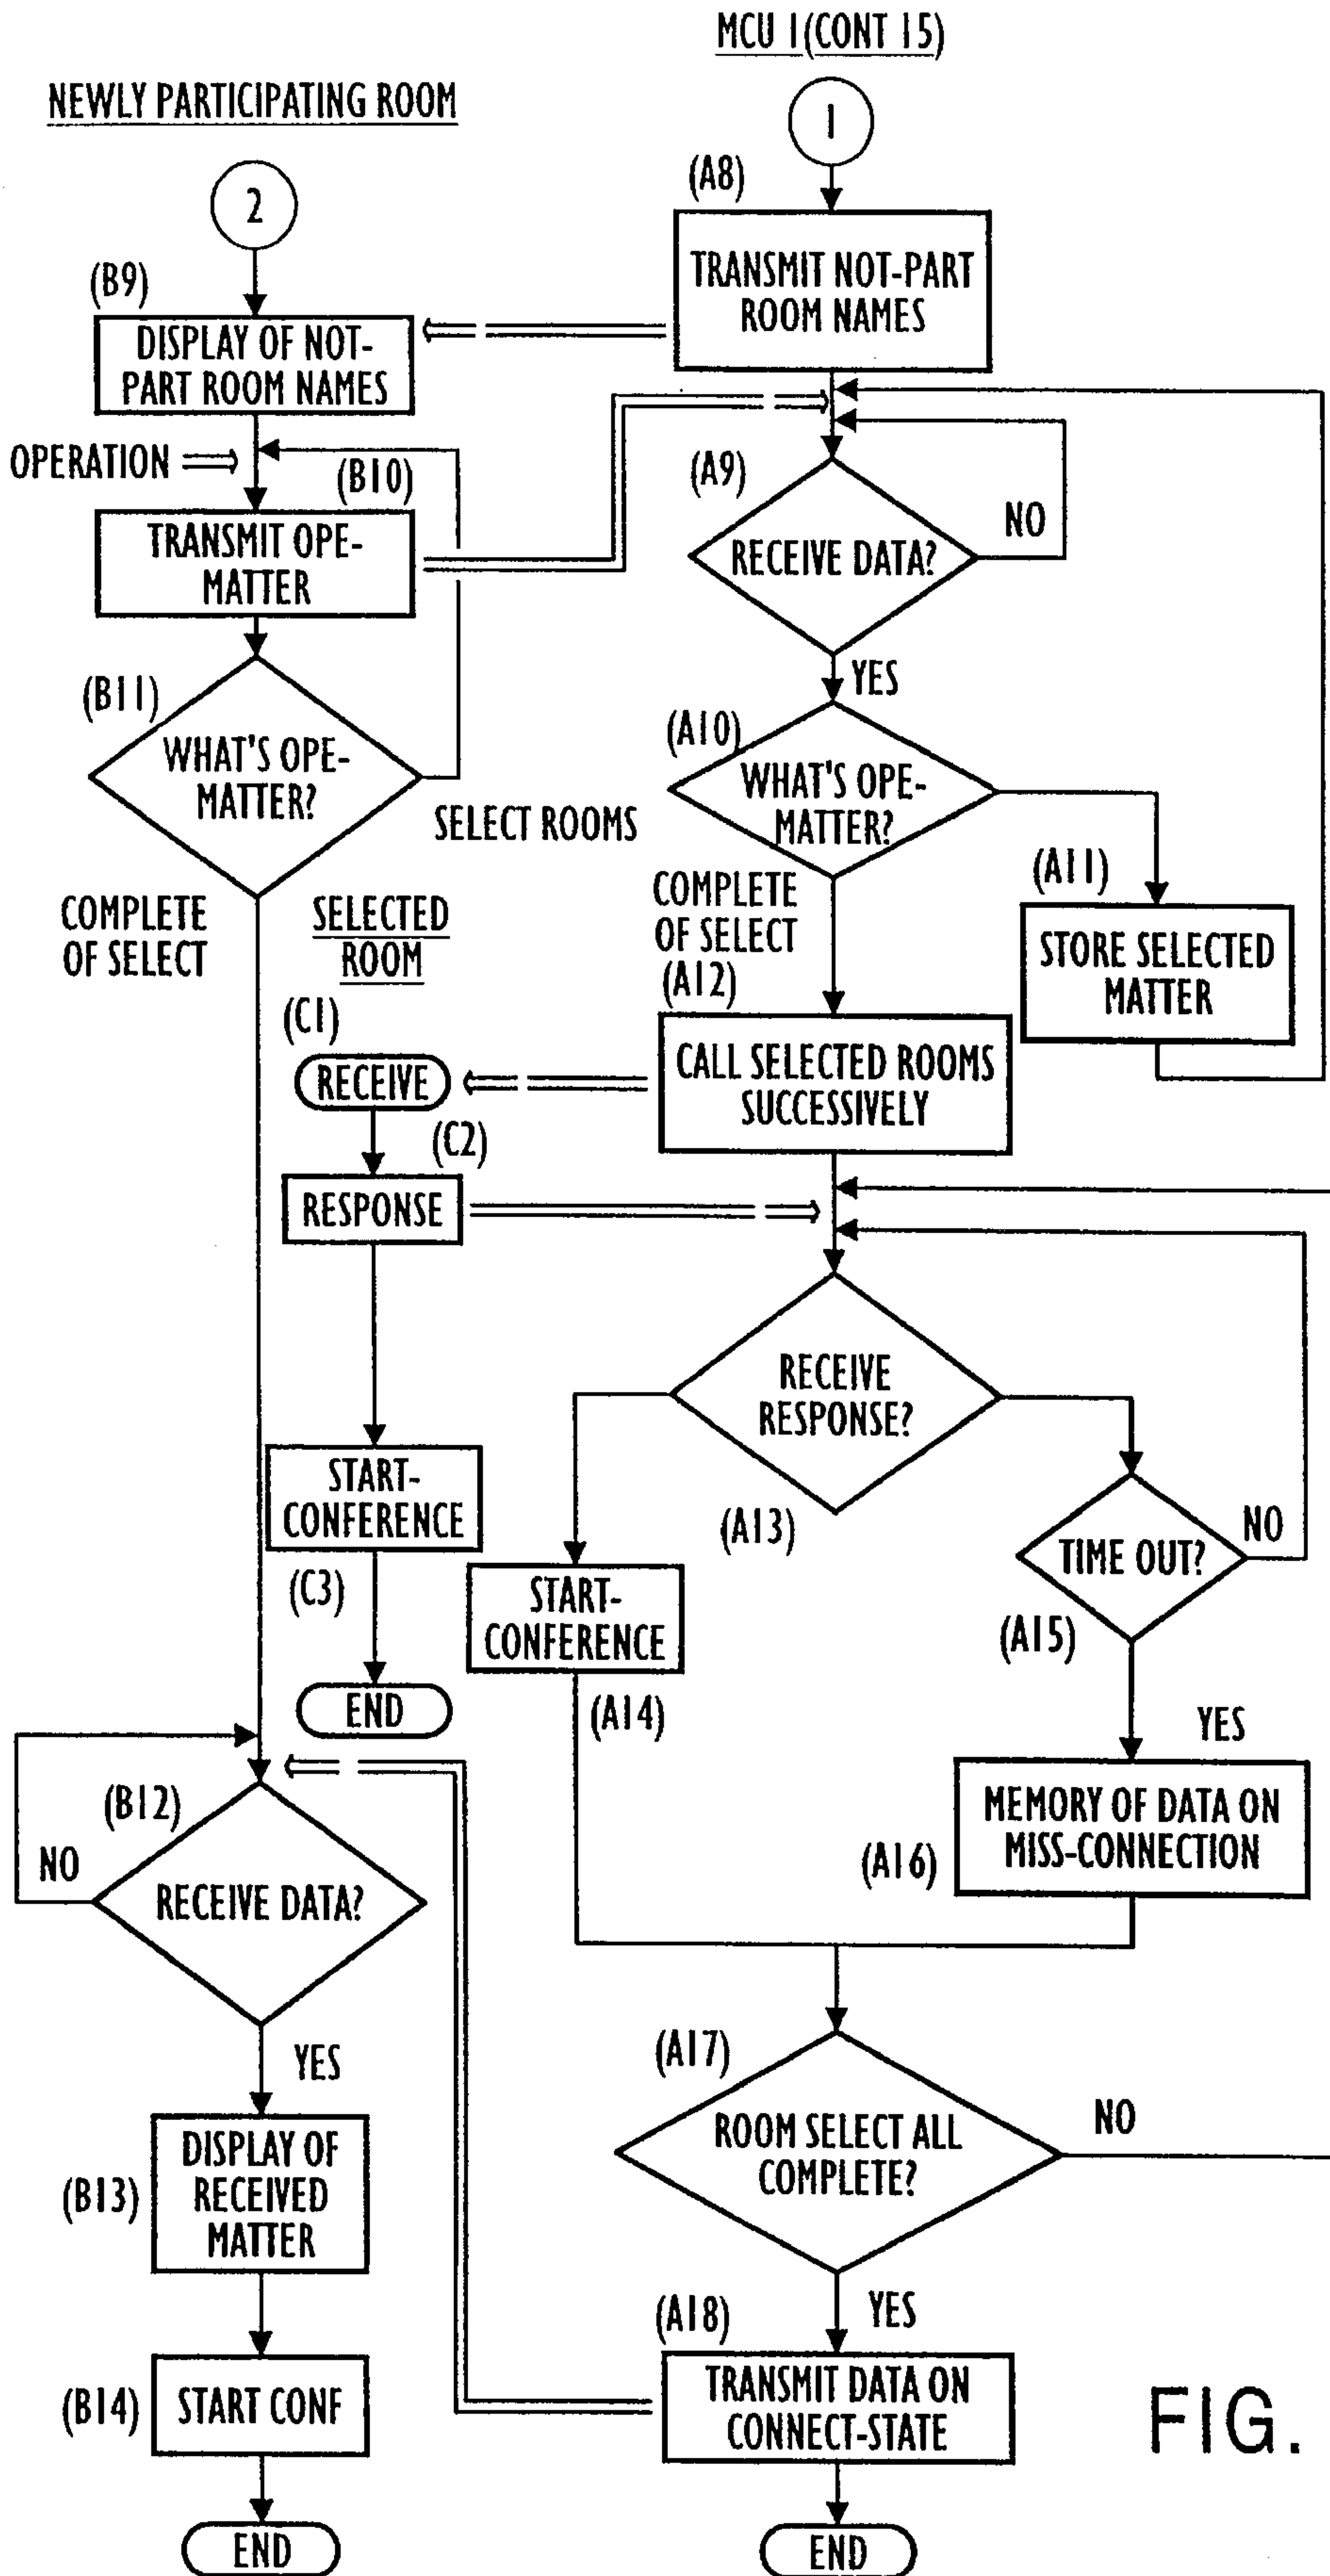 MCU 1(CONT 15)
NEWLY PARTICIPATING ROOM
1
2
(A8)
TRANSMIT NOT-PART
ROOM NAMES
(B9)
DISPLAY OF NOT-
PART ROOM NAMES
OPERATION
(B10)
TRANSMIT OPE-
MATTER
(A9)
RECEIVE DATA?
NO
YES
(B11)
WHAT'S OPE-
MATTER?
SELECT ROOMS
(A10)
WHAT'S OPE-
MATTER?
(A11)
STORE SELECTED
MATTER
COMPLETE
OF SELECT
SELECTED
ROOM
COMPLETE
OF SELECT
(A12)
CALL SELECTED ROOMS
SUCCESSIVELY
(C1)
RECEIVE
(C2)
RESPONSE
RECEIVE
RESPONSE?
(A13)
START-
CONFERENCE
(C3)
END
START-
CONFERENCE
(A14)
TIME OUT?
NO
(A15)
YES
MEMORY OF DATA ON
MISS-CONNECTION
(A16)
(B12)
NO
RECEIVE DATA?
YES
(A17)
ROOM SELECT ALL
COMPLETE?
NO
YES
DISPLAY OF
RECEIVED
MATTER
(B13)
(A18)
TRANSMIT DATA ON
CONNECT-STATE
(B14)
START CONF
END
END
FIG.